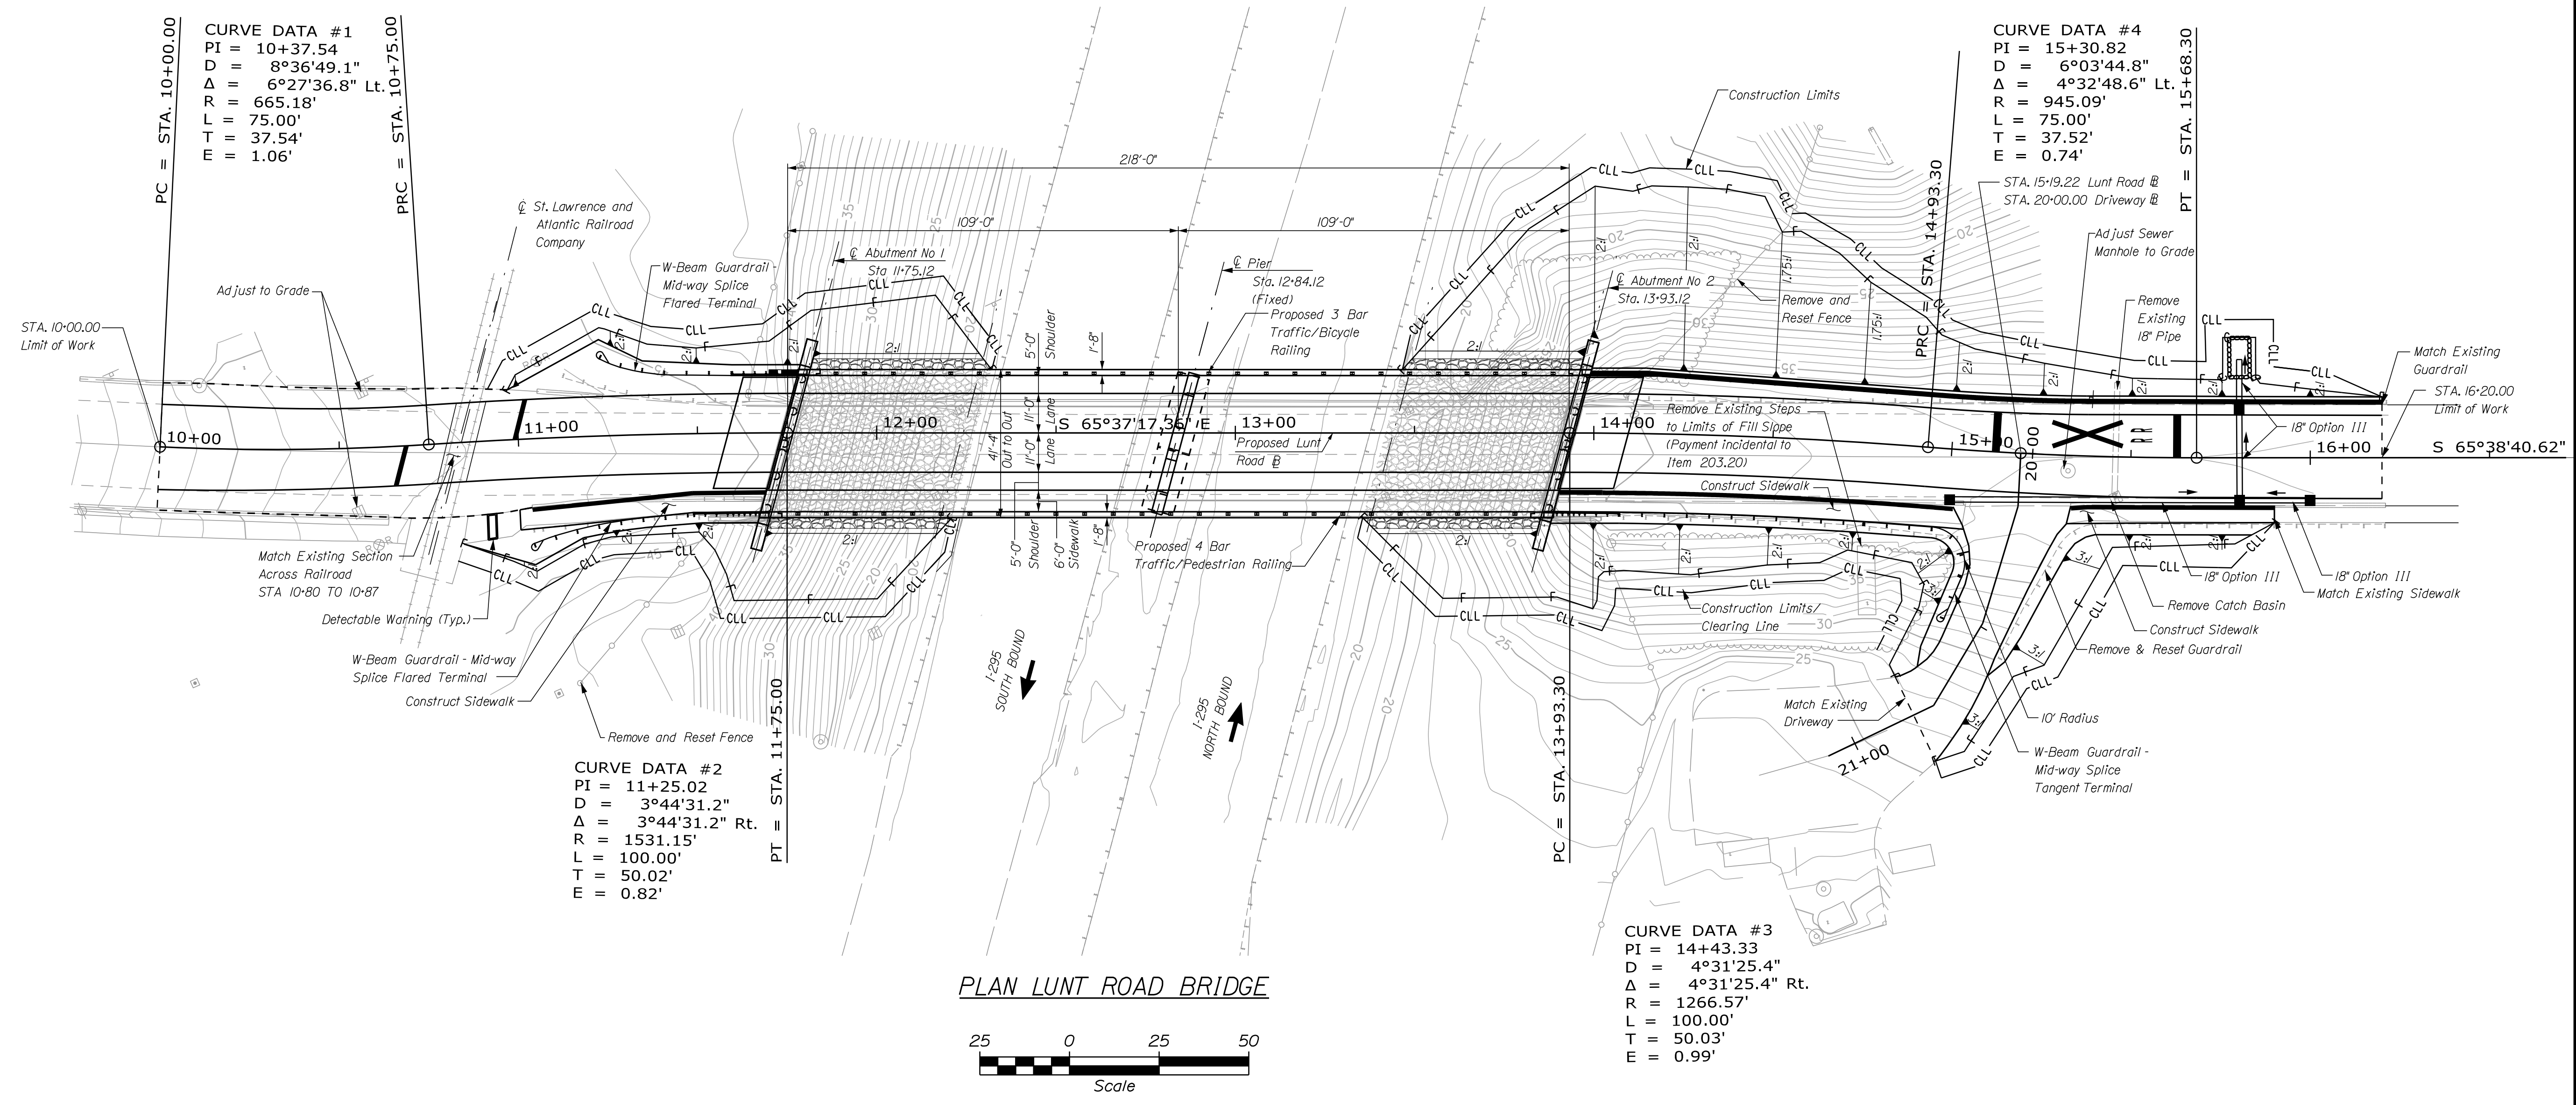 PC = STA. 10+00.00
CURVE DATA #1
PI = 10+37.54
D = 8°36'49.1"
Δ = 6°27'36.8" Lt.
R = 665.18'
L = 75.00'
T = 37.54'
E = 1.06'
PRC = STA. 10+75.00
CURVE DATA #4
PI = 15+30.82
D = 6°03'44.8"
Δ = 4°32'48.6" Lt.
R = 945.09'
L = 75.00'
T = 37.52'
E = 0.74'
PT = STA. 15+68.30
PRC = STA. 14+93.30
Construction Limits
218'-0"
109'-0"
109'-0"
℄ St. Lawrence and
Atlantic Railroad
Company
W-Beam Guardrail -
Mid-way Splice
Flared Terminal
℄ Abutment No 1
Sta 11+75.12
℄ Pier
Sta. 12+84.12
(Fixed)
Proposed 3 Bar
Traffic/Bicycle
Railing
℄ Abutment No 2
Sta. 13+93.12
Remove and
Reset Fence
STA. 15+19.22 Lunt Road ℄
STA. 20+00.00 Driveway ℄
Adjust Sewer
Manhole to Grade
Remove
Existing
18" Pipe
Match Existing
Guardrail
STA. 16+20.00
Limit of Work
Adjust to Grade
STA. 10+00.00
Limit of Work
5'-0"
Shoulder
1'-8"
11'-0"
Lane
11'-0"
Lane
41'-4"
Out to Out
5'-0"
Shoulder
6'-0"
Sidewalk
1'-8"
10+00
11+00
12+00
S 65°37'17.36" E
13+00
14+00
15+00
20+00
16+00
S 65°38'40.62"
Proposed Lunt
Road ℄
Remove Existing Steps
to Limits of Fill Slope
(Payment incidental to
Item 203.20)
Construct Sidewalk
18" Option III
Match Existing Section
Across Railroad
STA 10+80 TO 10+87
Detectable Warning (Typ.)
W-Beam Guardrail - Mid-way
Splice Flared Terminal
Construct Sidewalk
Remove and Reset Fence
Proposed 4 Bar
Traffic/Pedestrian Railing
Construction Limits/
Clearing Line
I-295
SOUTH BOUND
I-295
NORTH BOUND
18" Option III
18" Option III
Match Existing Sidewalk
Remove Catch Basin
Construct Sidewalk
Remove & Reset Guardrail
Match Existing
Driveway
10' Radius
W-Beam Guardrail -
Mid-way Splice
Tangent Terminal
21+00
PT = STA. 11+75.00
PC = STA. 13+93.30
CURVE DATA #2
PI = 11+25.02
D = 3°44'31.2"
Δ = 3°44'31.2" Rt.
R = 1531.15'
L = 100.00'
T = 50.02'
E = 0.82'
CURVE DATA #3
PI = 14+43.33
D = 4°31'25.4"
Δ = 4°31'25.4" Rt.
R = 1266.57'
L = 100.00'
T = 50.03'
E = 0.99'
PLAN LUNT ROAD BRIDGE
25 0 25 50
Scale